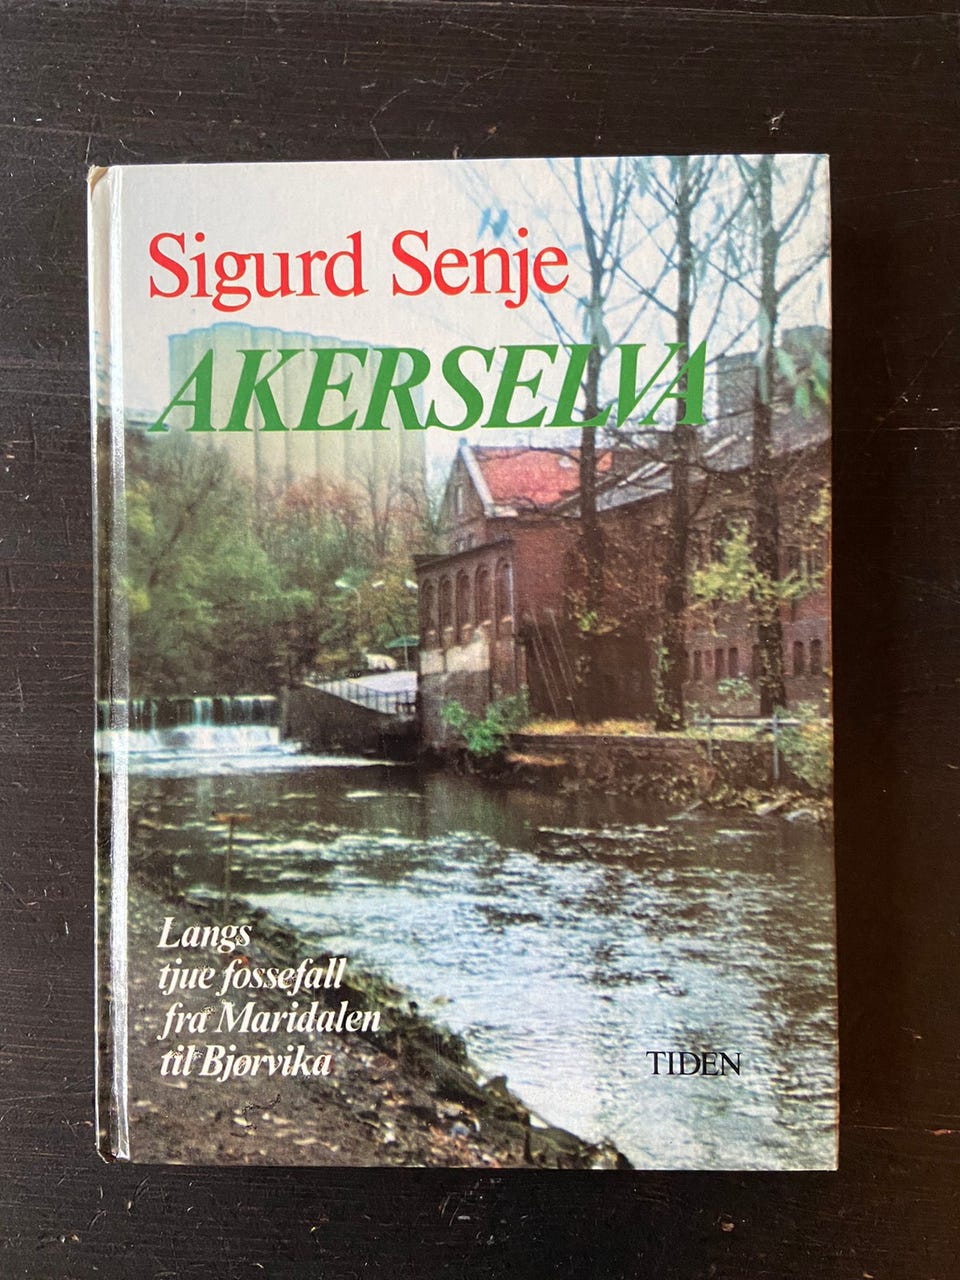 Sigurd Senje
AKERSELVA
Langs
tjue fossefall
fra Maridalen
til Bjørvika
TIDEN